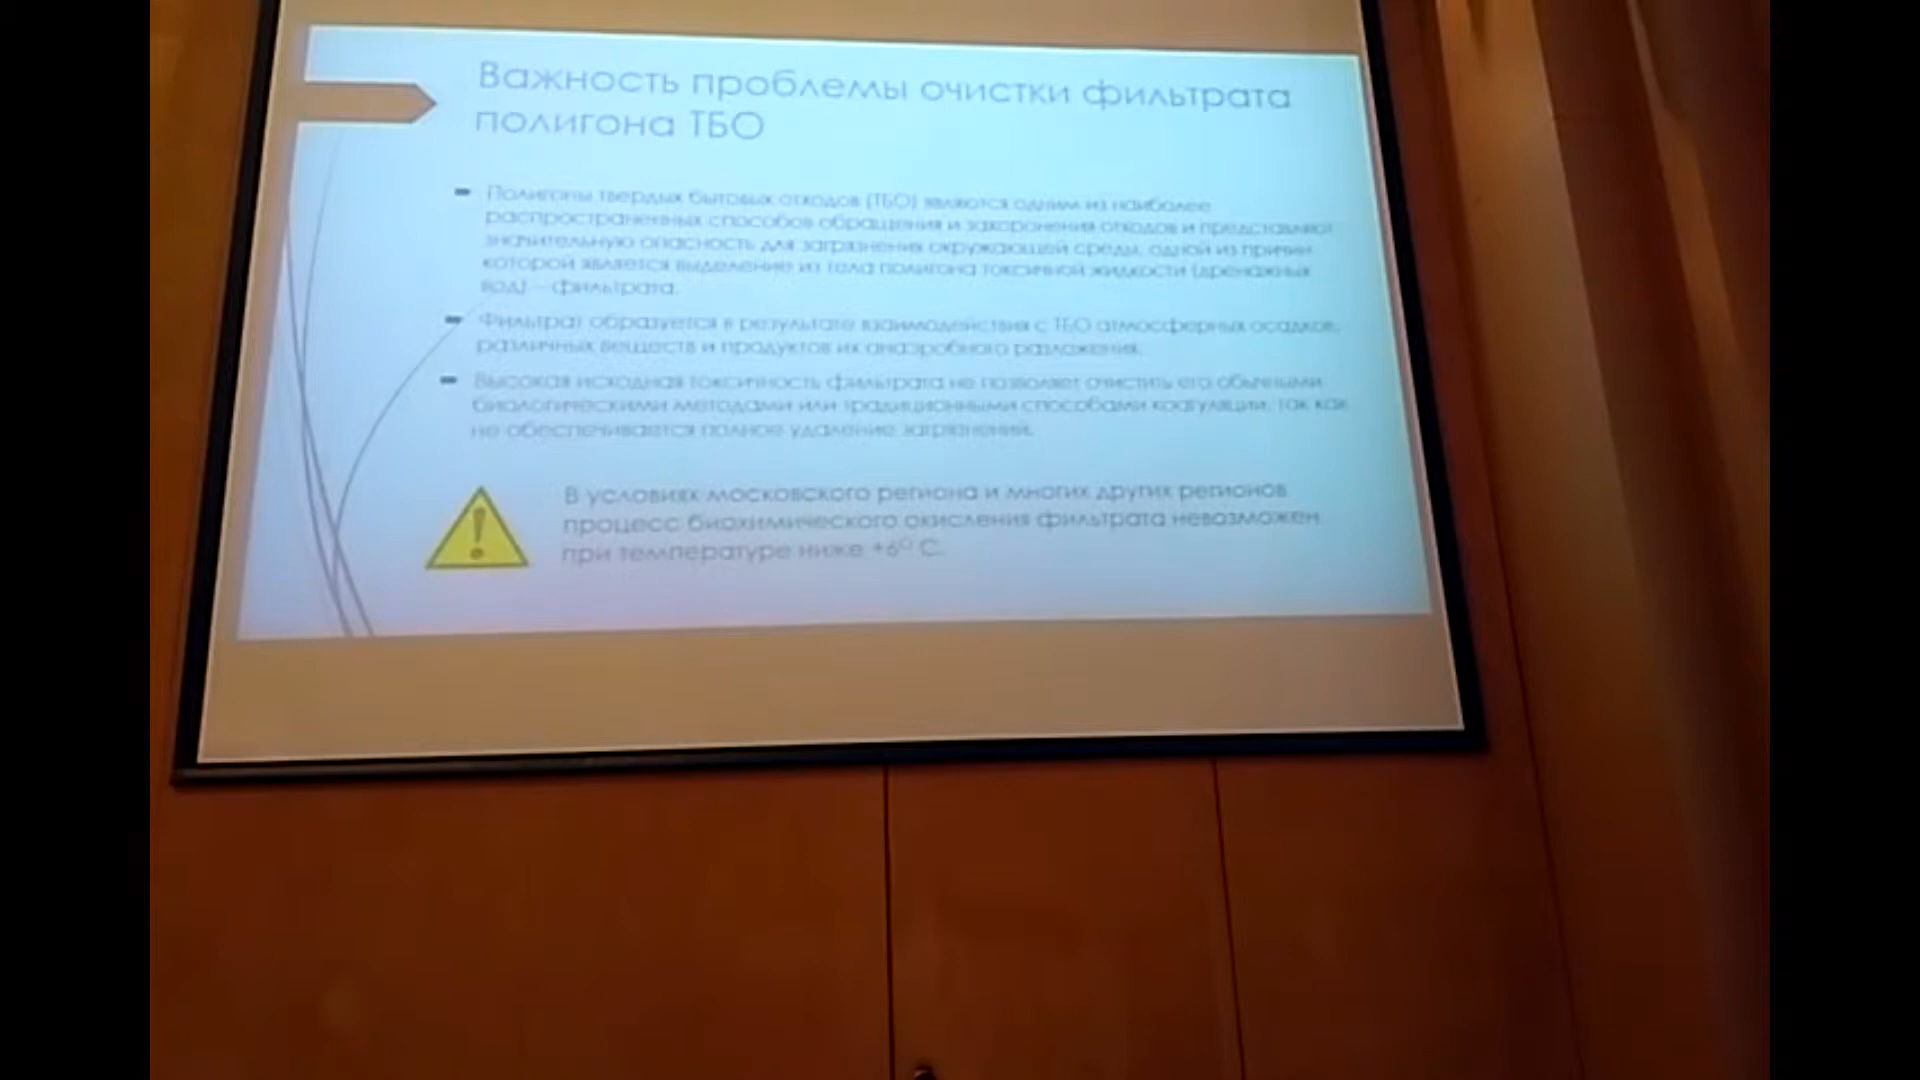 Важность проблемы очистки фильтрата
полигона ТБО
Полигоны твердых бытовых отходов (ТБО) являются одним из наиболее
распространенных способов обращения и захоронения отходов и представляют
значительную опасность для загрязнения окружающей среды, одной из причин
которой является выделение из тела полигона токсичной жидкости (дренажных
вод) – фильтрата.
Фильтрат образуется в результате взаимодействия с ТБО атмосферных осадков,
различных веществ и продуктов их анаэробного разложения.
Высокая исходная токсичность фильтрата не позволяет очистить его обычными
биологическими методами или традиционными способами коагуляции, так как
не обеспечивается полное удаление загрязнений.
В условиях московского региона и многих других регионов
процесс биохимического окисления фильтрата невозможен
при температуре ниже +6⁰ С.